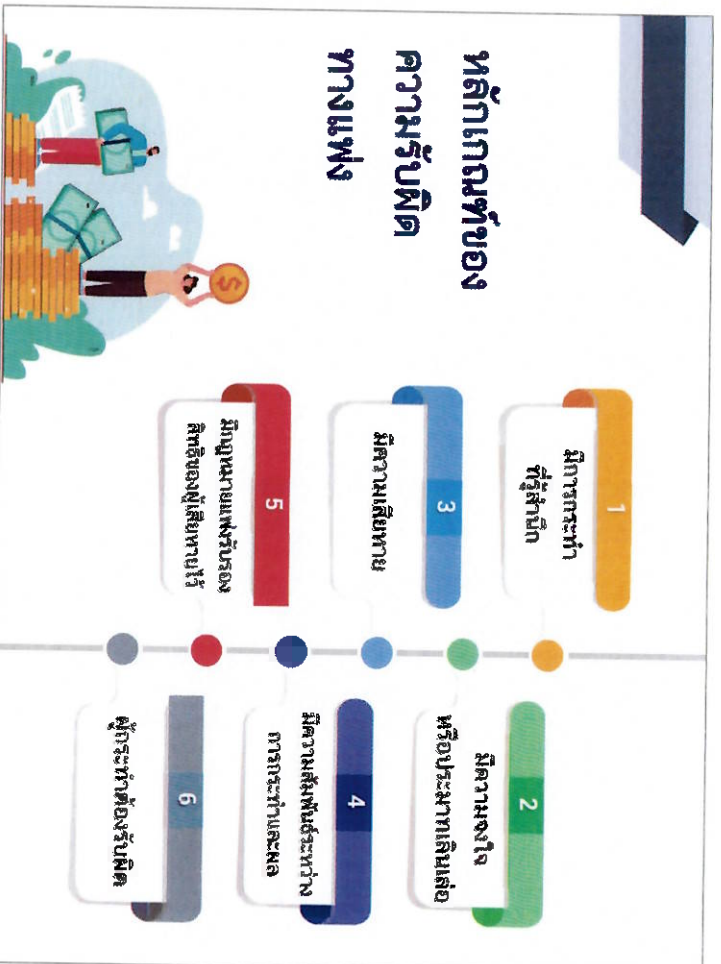 หลักเกณฑ์ของ
ความรับผิด
ทางแพ่ง
1
มีการกระทำ
ที่รู้สำนึก
2
มีความจงใจ
หรือประมาทเลินเล่อ
3
มีความเสียหาย
4
มีความสัมพันธ์ระหว่าง
การกระทำและผล
5
มีกฎหมายแพ่งรับรอง
สิทธิของผู้เสียหายไว้
6
ผู้กระทำต้องรับผิด